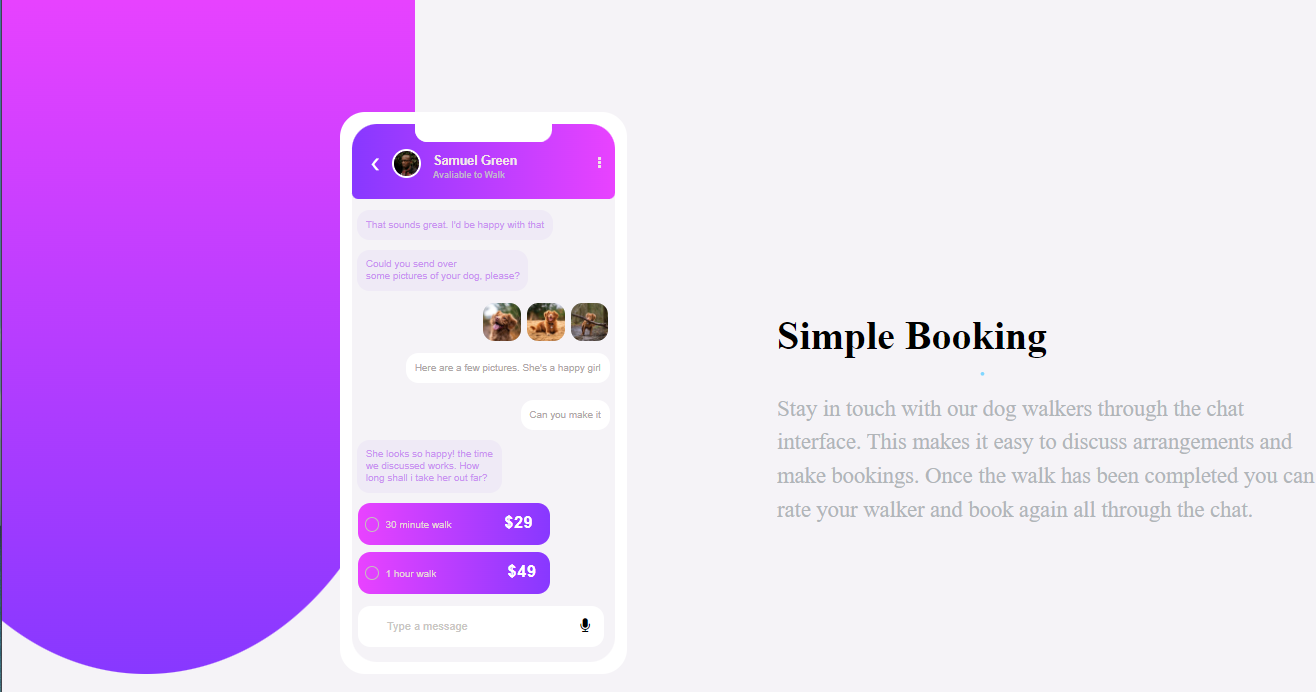 Samuel Green
Avaliable to Walk
That sounds great. I'd be happy with that
Could you send over
some pictures of your dog, please?
Here are a few pictures. She's a happy girl
Can you make it
She looks so happy! the time
we discussed works. How
long shall i take her out far?
30 minute walk $29
1 hour walk $49
Type a message
Simple Booking
Stay in touch with our dog walkers through the chat
interface. This makes it easy to discuss arrangements and
make bookings. Once the walk has been completed you can
rate your walker and book again all through the chat.